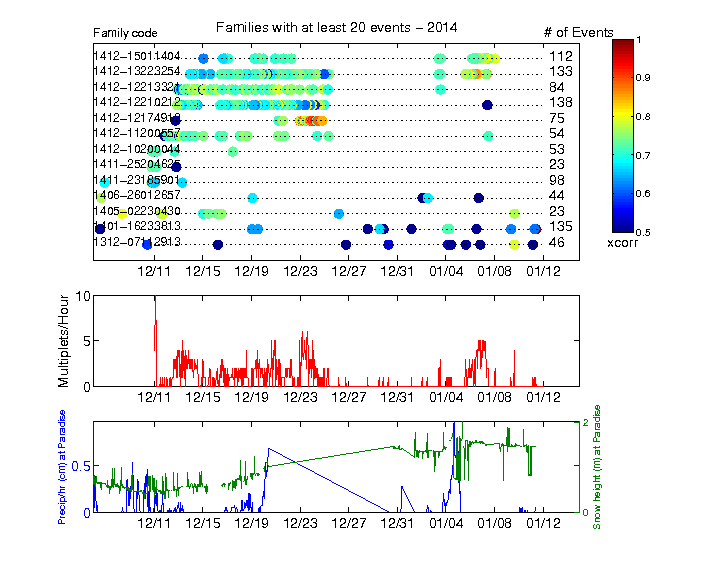 Families with at least 20 events – 2014
Family code
# of Events
1412–15011404 112
1412–13223254 133
1412–12213321 84
1412–12210212 138
75
1412–11200557 54
1412–10200044 53
1411–25204625 23
1411–23185901 98
1406–26012657 44
1405–02230430 23
1401–16233813 135
1312–07112913 46
12/11 12/15 12/19 12/23 12/27 12/31 01/04 01/08 01/12
1
0.9
0.8
0.7
0.6
0.5
xcorr
Multiplets/Hour
10
5
0
12/11 12/15 12/19 12/23 12/27 12/31 01/04 01/08 01/12
Precip/hr (cm) at Paradise
0.5
0
Snow height (m) at Paradise
2
1
0
12/11 12/15 12/19 12/23 12/27 12/31 01/04 01/08 01/12